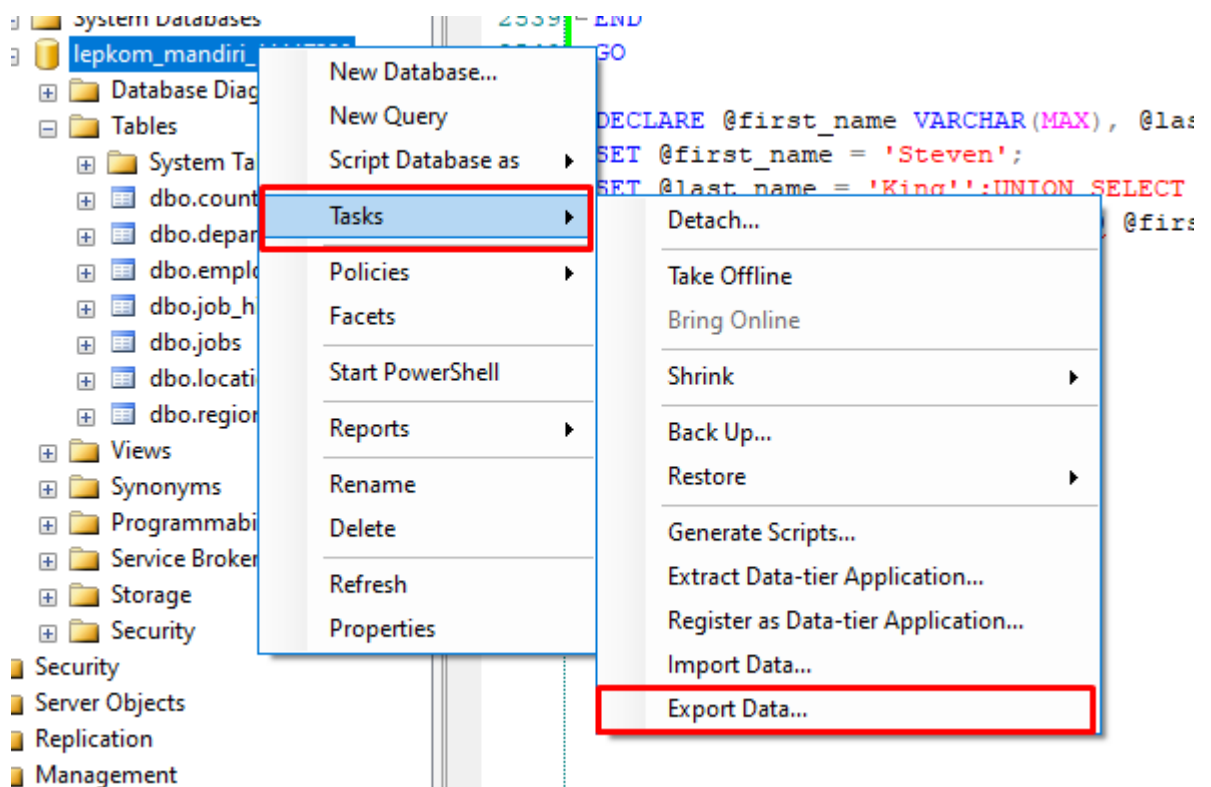 System Databases
lepkom_mandiri_
Database Diag
Tables
System Ta
dbo.count
dbo.depar
dbo.emplo
dbo.job_h
dbo.jobs
dbo.locati
dbo.region
Views
Synonyms
Programmabi
Service Broker
Storage
Security
Security
Server Objects
Replication
Management
New Database...
New Query
Script Database as
Tasks
Policies
Facets
Start PowerShell
Reports
Rename
Delete
Refresh
Properties
Detach...
Take Offline
Bring Online
Shrink
Back Up...
Restore
Generate Scripts...
Extract Data-tier Application...
Register as Data-tier Application...
Import Data...
Export Data...
2539 END
GO
DECLARE @first_name VARCHAR(MAX), @las
SET @first_name = 'Steven';
SET @last_name = 'King'';UNION SELECT
@firs